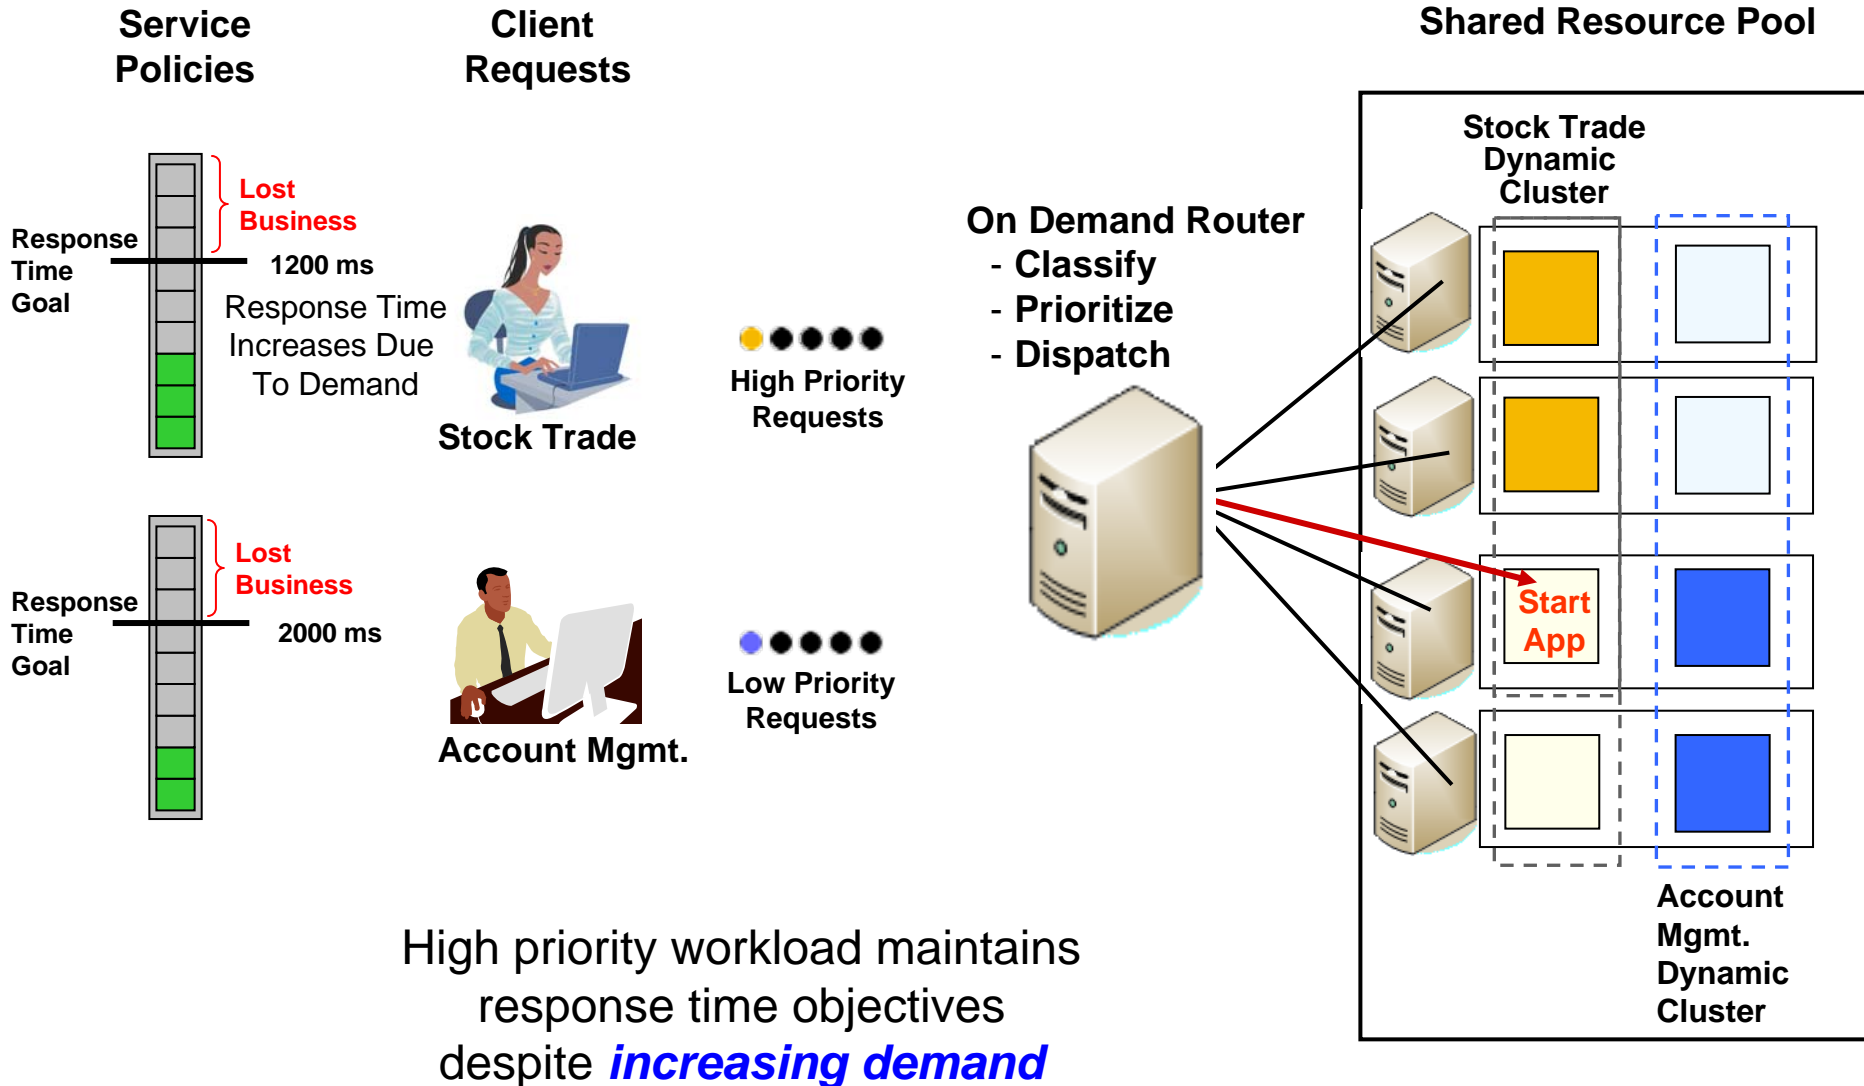 Service
Policies
Client
Requests
Shared Resource Pool
Lost
Business
Response
Time
Goal
1200 ms
Response Time
Increases Due
To Demand
Stock Trade
High Priority
Requests
On Demand Router
- Classify
- Prioritize
- Dispatch
Stock Trade
Dynamic
Cluster
Lost
Business
Response
Time
Goal
2000 ms
Account Mgmt.
Low Priority
Requests
Start
App
Account
Mgmt.
Dynamic
Cluster
High priority workload maintains
response time objectives
despite increasing demand